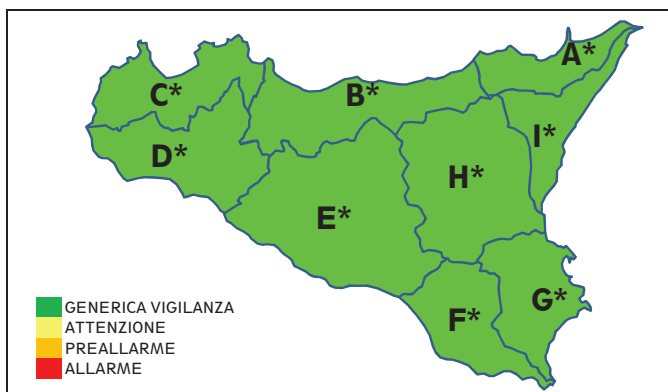 A*
C*
B*
I*
D*
H*
E*
G*
F*
GENERICA VIGILANZA
ATTENZIONE
PREALLARME
ALLARME